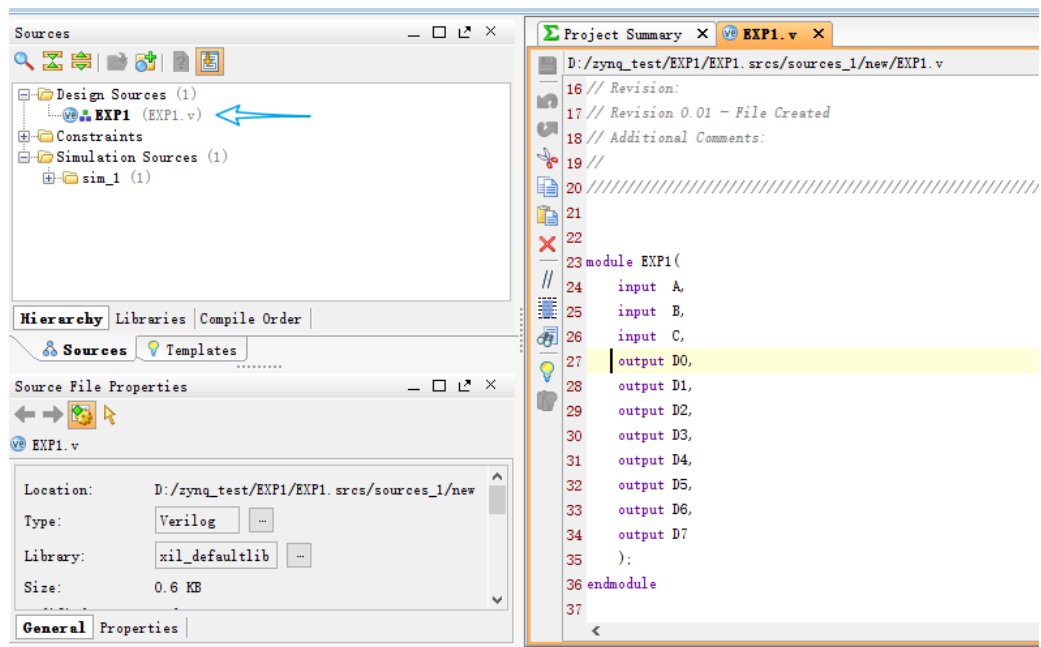 Sources
Design Sources (1)
EXP1 (EXP1.v)
Constraints
Simulation Sources (1)
sim_1 (1)
Hierarchy Libraries Compile Order
Sources Templates
Source File Properties
EXP1.v
Location: D:/zynq_test/EXP1/EXP1.srcs/sources_1/new
Type: Verilog ...
Library: xil_defaultlib ...
Size: 0.6 KB
General Properties
Σ Project Summary X ve EXP1.v X
D:/zynq_test/EXP1/EXP1.srcs/sources_1/new/EXP1.v
16 // Revision:
17 // Revision 0.01 - File Created
18 // Additional Comments:
19 //
20 //////////////////////////////////////////////////////////////
21
22
23 module EXP1(
24 input A,
25 input B,
26 input C,
27 output D0,
28 output D1,
29 output D2,
30 output D3,
31 output D4,
32 output D5,
33 output D6,
34 output D7
35 );
36 endmodule
37